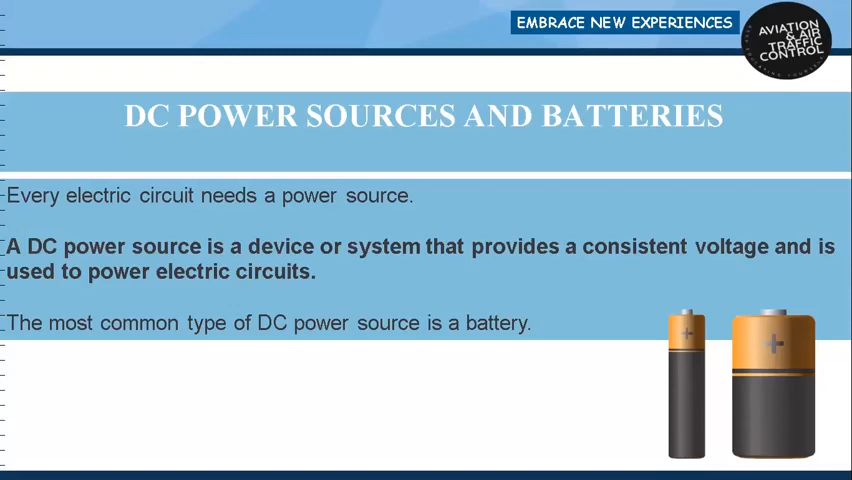 EMBRACE NEW EXPERIENCES
AVIATION
& AIR
TRAFFIC
CONTROL
DC POWER SOURCES AND BATTERIES
Every electric circuit needs a power source.
A DC power source is a device or system that provides a consistent voltage and is
used to power electric circuits.
The most common type of DC power source is a battery.
+
+